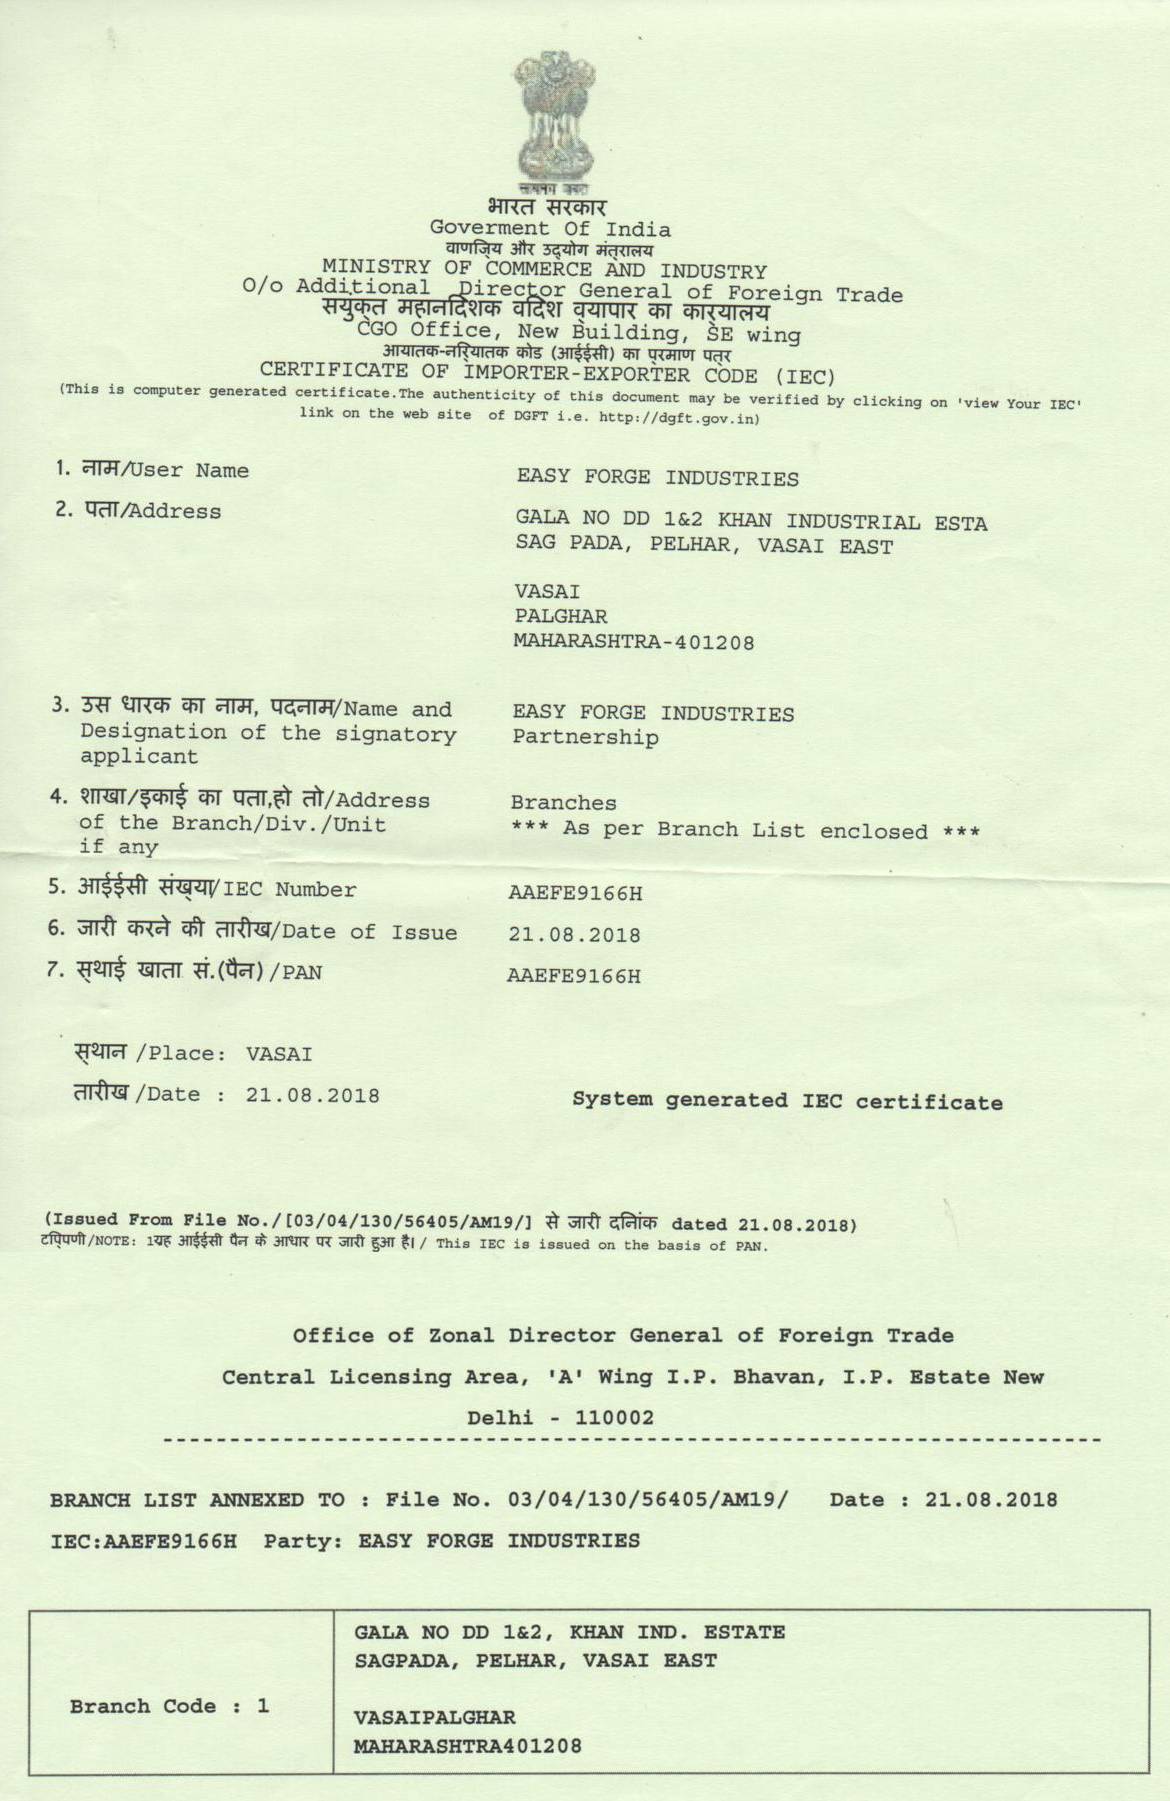 भारत सरकार
Goverment Of India
वाणज्यि और उद्योग मंत्रालय
MINISTRY OF COMMERCE AND INDUSTRY
O/o Additional Director General of Foreign Trade
सयुक्त महानदिशक वदिश व्यापार का कार्यालय
CGO Office, New Building, SE wing
आयातक-नरियातक कोड (आईईसी) का प्रमाण पत्र
CERTIFICATE OF IMPORTER-EXPORTER CODE (IEC)
(This is computer generated certificate.The authenticity of this document may be verified by clicking on 'view Your IEC'
link on the web site of DGFT i.e. http://dgft.gov.in)
1. नाम/User Name EASY FORGE INDUSTRIES
2. पता/Address GALA NO DD 1&2 KHAN INDUSTRIAL ESTA
SAG PADA, PELHAR, VASAI EAST
VASAI
PALGHAR
MAHARASHTRA-401208
3. उस धारक का नाम, पदनाम/Name and EASY FORGE INDUSTRIES
Designation of the signatory Partnership
applicant
4. शाखा/इकाई का पता,हो तो/Address Branches
of the Branch/Div./Unit *** As per Branch List enclosed ***
if any
5. आईईसी संख्या/IEC Number AAEFE9166H
6. जारी करने की तारीख/Date of Issue 21.08.2018
7. स्थाई खाता सं.(पैन) /PAN AAEFE9166H
स्थान /Place: VASAI
तारीख /Date : 21.08.2018 System generated IEC certificate
(Issued From File No./[03/04/130/56405/AM19/] से जारी दनिांक dated 21.08.2018)
टिप्पणी/NOTE: 1यह आईईसी पैन के आधार पर जारी हुआ है। / This IEC is issued on the basis of PAN.
Office of Zonal Director General of Foreign Trade
Central Licensing Area, 'A' Wing I.P. Bhavan, I.P. Estate New
Delhi - 110002
BRANCH LIST ANNEXED TO : File No. 03/04/130/56405/AM19/ Date : 21.08.2018
IEC:AAEFE9166H Party: EASY FORGE INDUSTRIES
Branch Code : 1
GALA NO DD 1&2, KHAN IND. ESTATE
SAGPADA, PELHAR, VASAI EAST
VASAIPALGHAR
MAHARASHTRA401208